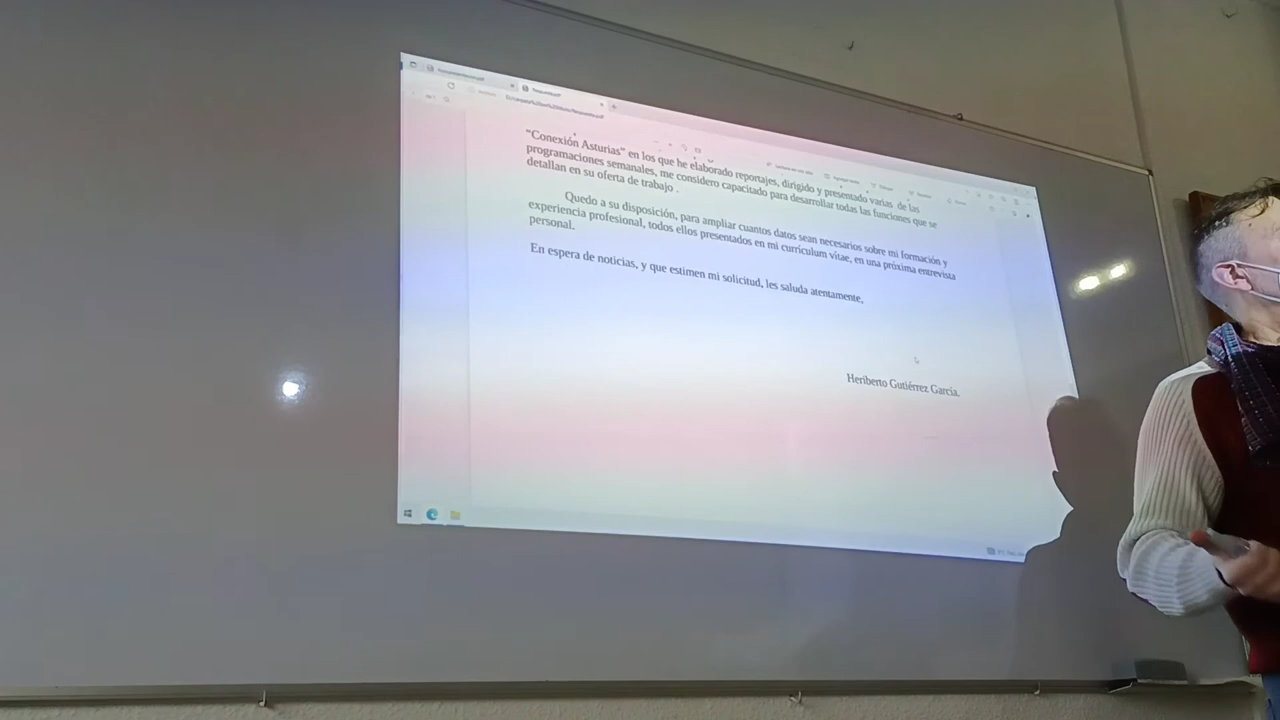 "Conexión Asturias" en los que he elaborado reportajes, dirigido y presentado varias de las
programaciones semanales, me considero capacitado para desarrollar todas las funciones que se
detallan en su oferta de trabajo .
Quedo a su disposición, para ampliar cuantos datos sean necesarios sobre mi formación y
experiencia profesional, todos ellos presentados en mi currículum vitae, en una próxima entrevista
personal.
En espera de noticias, y que estimen mi solicitud, les saluda atentamente,
Heriberto Gutiérrez García.